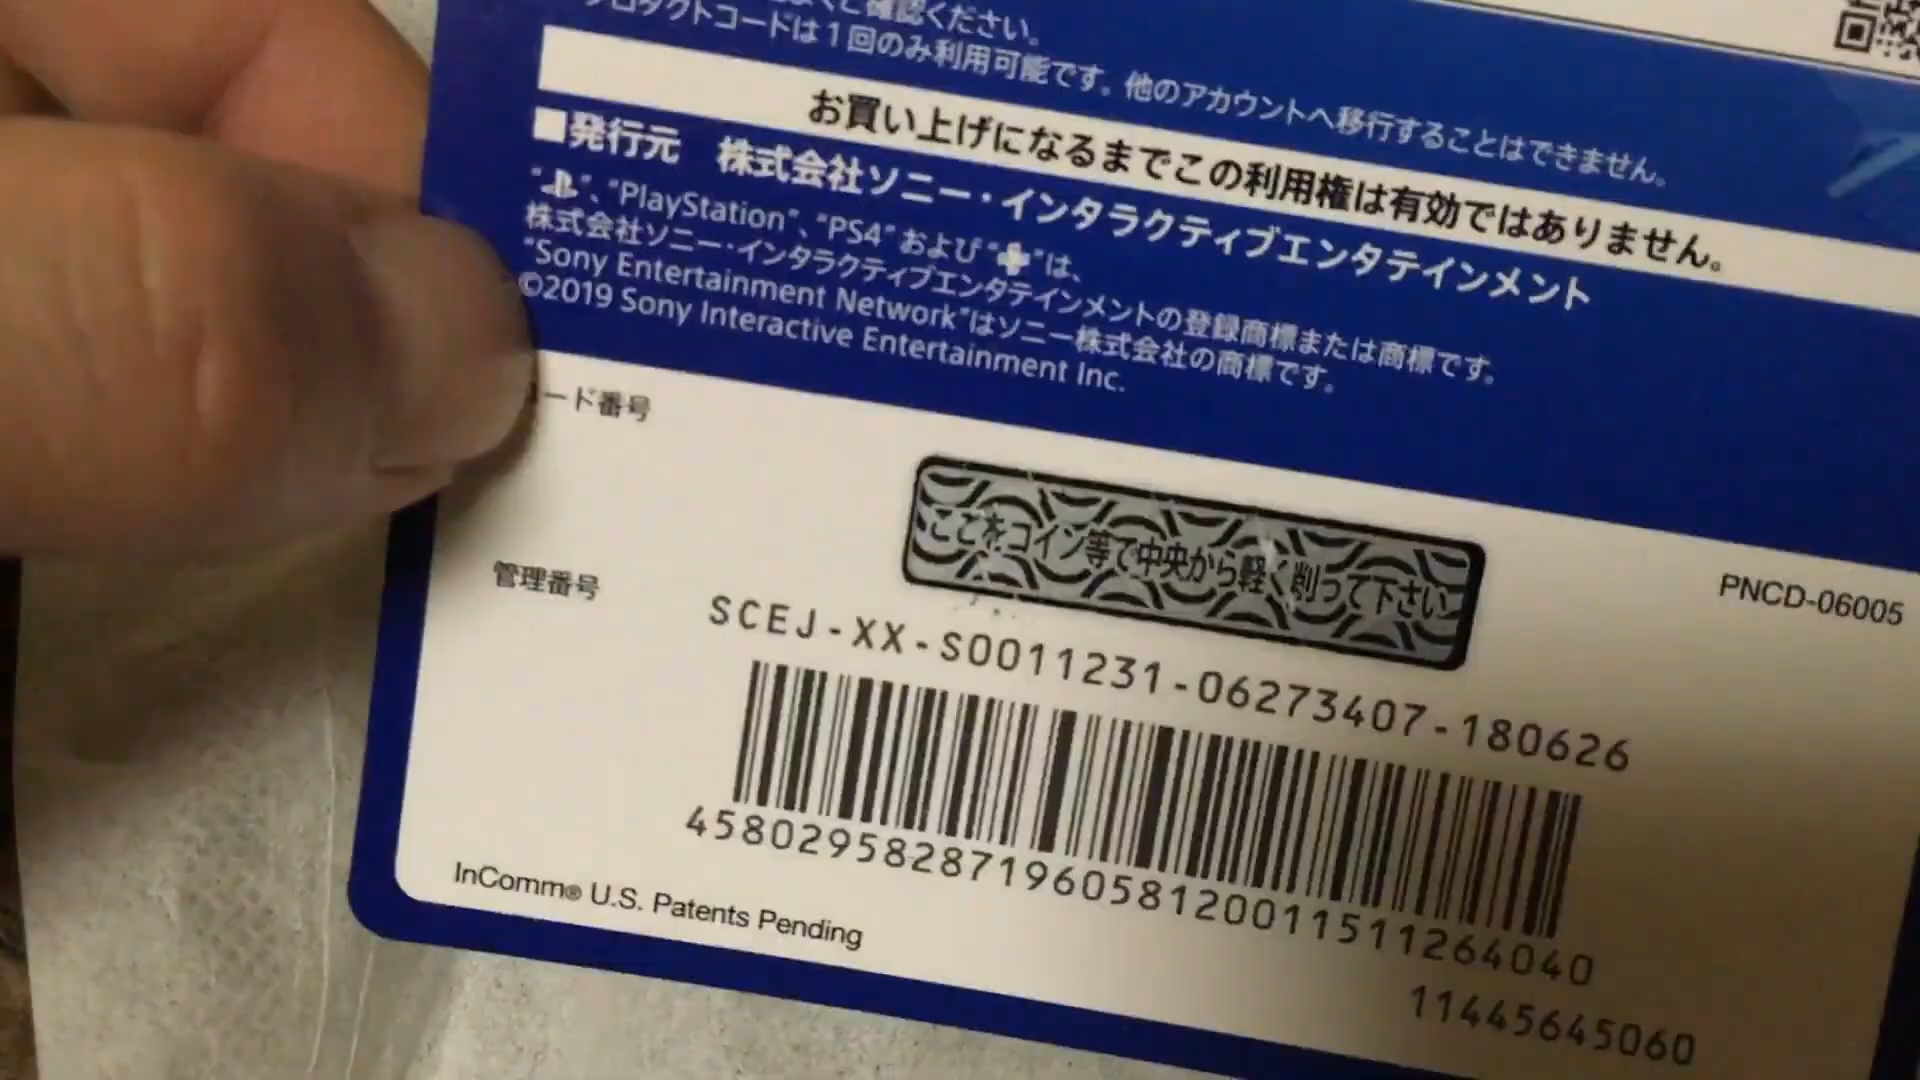 ご確認ください。
プロダクトコードは1回のみ利用可能です。他のアカウントへ移行することはできません。
お買い上げになるまでこの利用権は有効ではありません。
■発行元 株式会社ソニー・インタラクティブエンタテインメント
" "、"PlayStation"、"PS4"および" "は、
株式会社ソニー・インタラクティブエンタテインメントの登録商標または商標です。
"Sony Entertainment Network"はソニー株式会社の商標です。
©2019 Sony Interactive Entertainment Inc.
ード番号
ここをコイン等で中央から軽く削って下さい
PNCD-06005
管理番号
SCEJ-XX-S0011231-06273407-180626
45802958287196058120011511264040
11445645060
InComm® U.S. Patents Pending